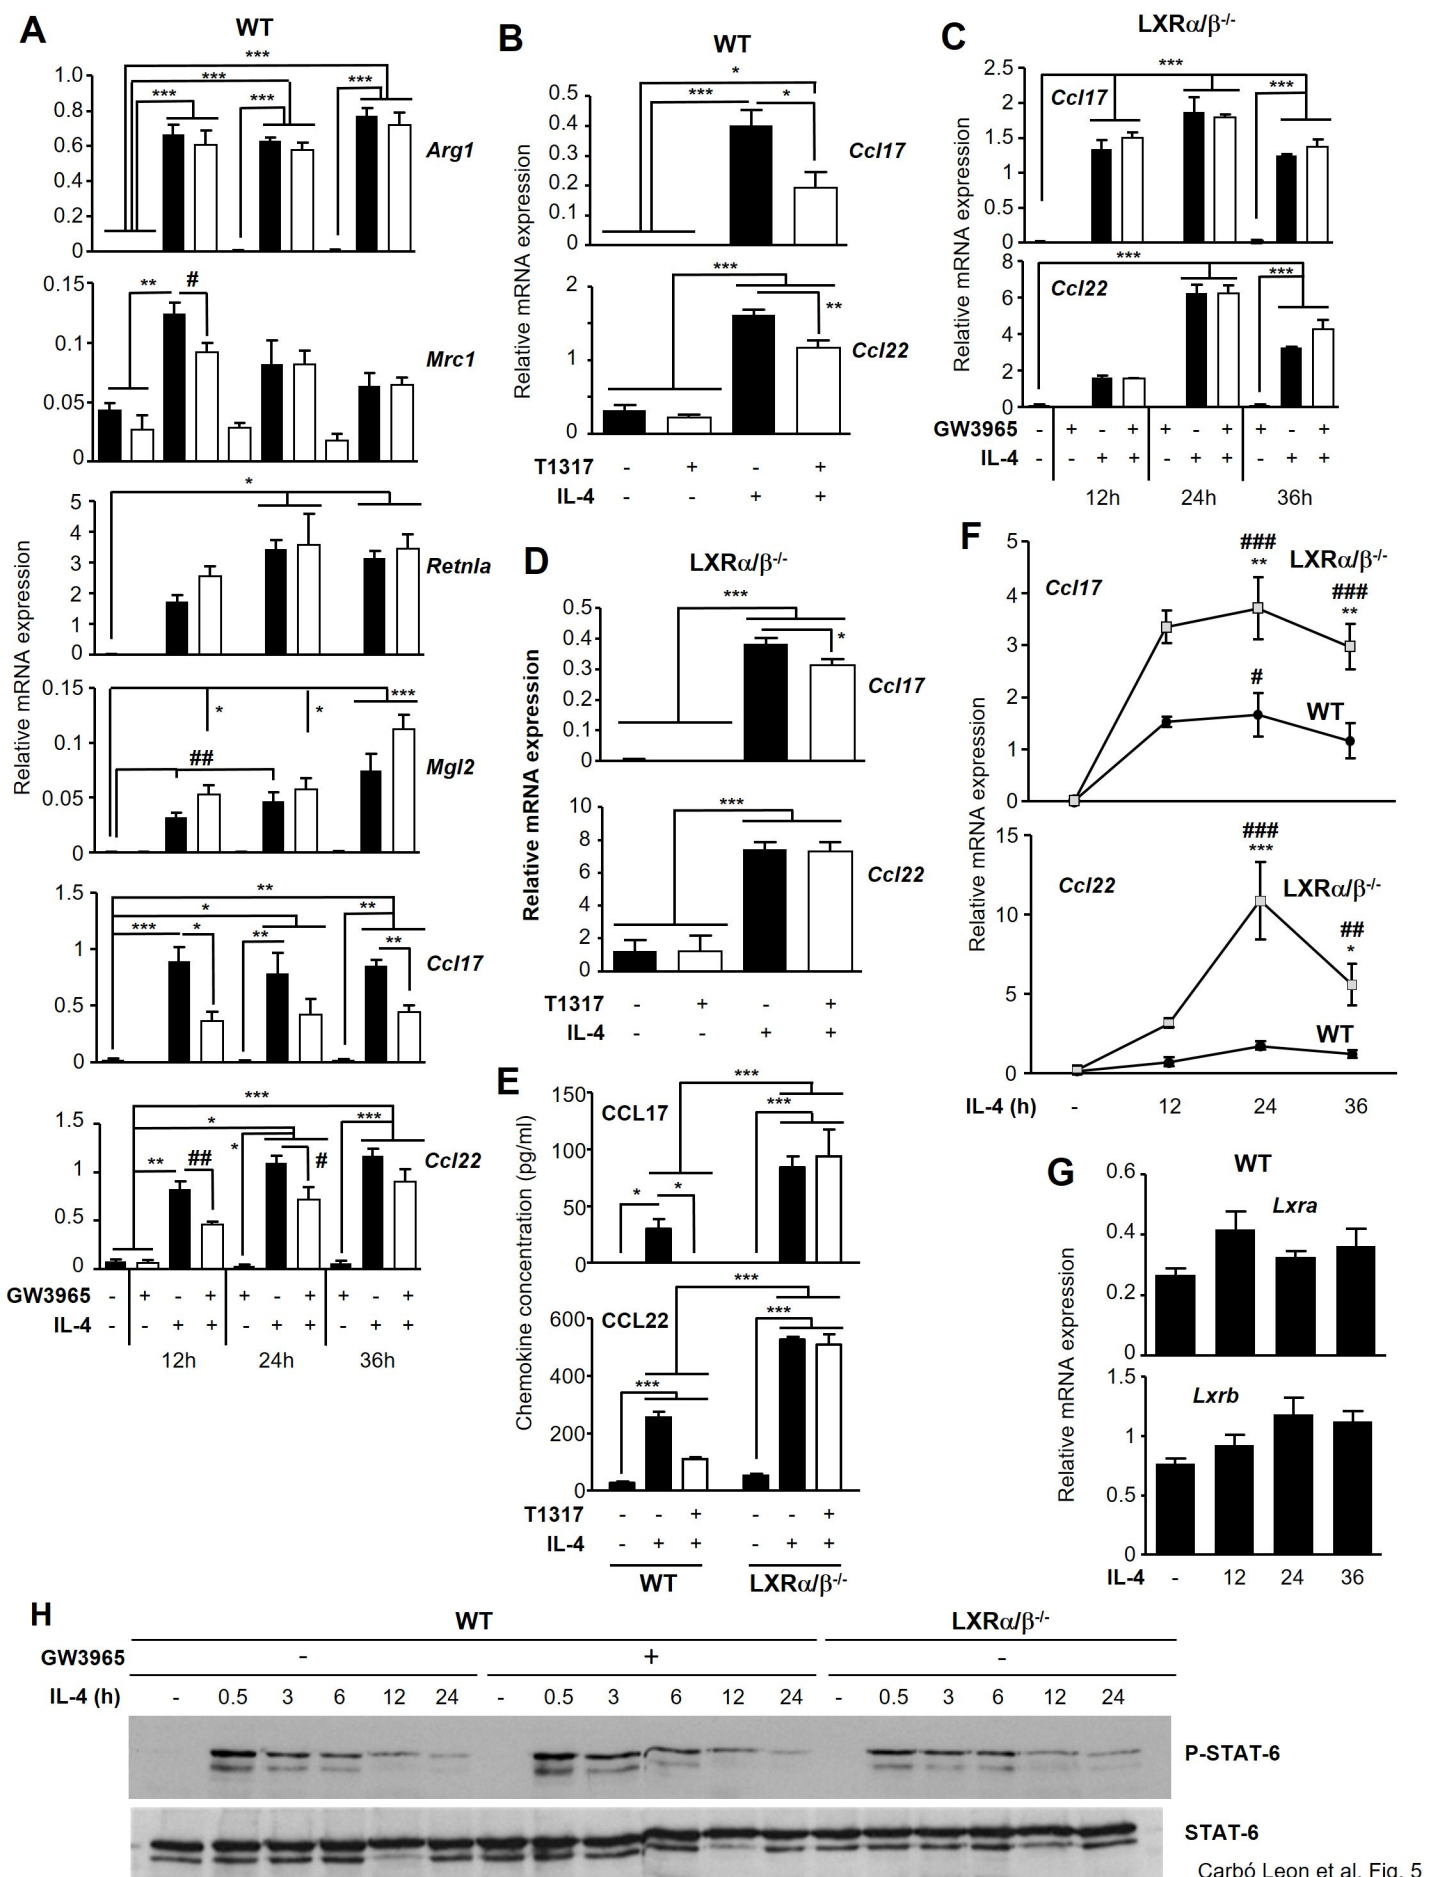 A
WT
Relative mRNA expression
***
***
***
***
***
1.0
0.8
0.6
0.4
0.2
0
Arg1
**
#
0.15
0.1
0.05
0
Mrc1
*
5
4
3
2
1
0
Retnla
***
*
*
##
0.15
0.1
0.05
0
Mgl2
**
*
**
***
*
**
**
1.5
1
0.5
0
Ccl17
***
*
***
**
##
*
#
1.5
1
0.5
0
Ccl22
GW3965 - + - + + - + + - +
IL-4 - - + + - + + - + +
12h 24h 36h
B
WT
Relative mRNA expression
*
***
*
0.5
0.4
0.3
0.2
0.1
0
Ccl17
***
**
2
1
0
Ccl22
T1317 - + - +
IL-4 - - + +
C
LXRα/β-/-
Relative mRNA expression
***
***
2.5
2
1.5
1
0.5
0
Ccl17
Relative mRNA expression
***
***
8
6
4
2
0
Ccl22
GW3965 - + - + + - + + - +
IL-4 - - + + - + + - + +
12h 24h 36h
D
LXRα/β-/-
Relative mRNA expression
***
*
0.5
0.4
0.3
0.2
0.1
0
Ccl17
***
10
8
6
4
2
0
Ccl22
T1317 - + - +
IL-4 - - + +
E
Chemokine concentration (pg/ml)
***
***
*
*
150
100
50
0
CCL17
***
***
***
600
400
200
0
CCL22
T1317 - - + - - +
IL-4 - + + - + +
WT LXRα/β-/-
F
Relative mRNA expression
5
4
3
2
1
0
Ccl17
###
**
LXRα/β-/-
###
**
#
WT
Relative mRNA expression
15
10
5
0
Ccl22
###
***
LXRα/β-/-
##
*
WT
IL-4 (h) - 12 24 36
G
WT
Relative mRNA expression
0.6
0.4
0.2
0
Lxra
Relative mRNA expression
1.5
1
0.5
0
Lxrb
IL-4 - 12 24 36
H
WT LXRα/β-/-
GW3965 - + -
IL-4 (h) - 0.5 3 6 12 24 - 0.5 3 6 12 24 - 0.5 3 6 12 24
P-STAT-6
STAT-6
Carbó Leon et al. Fig. 5